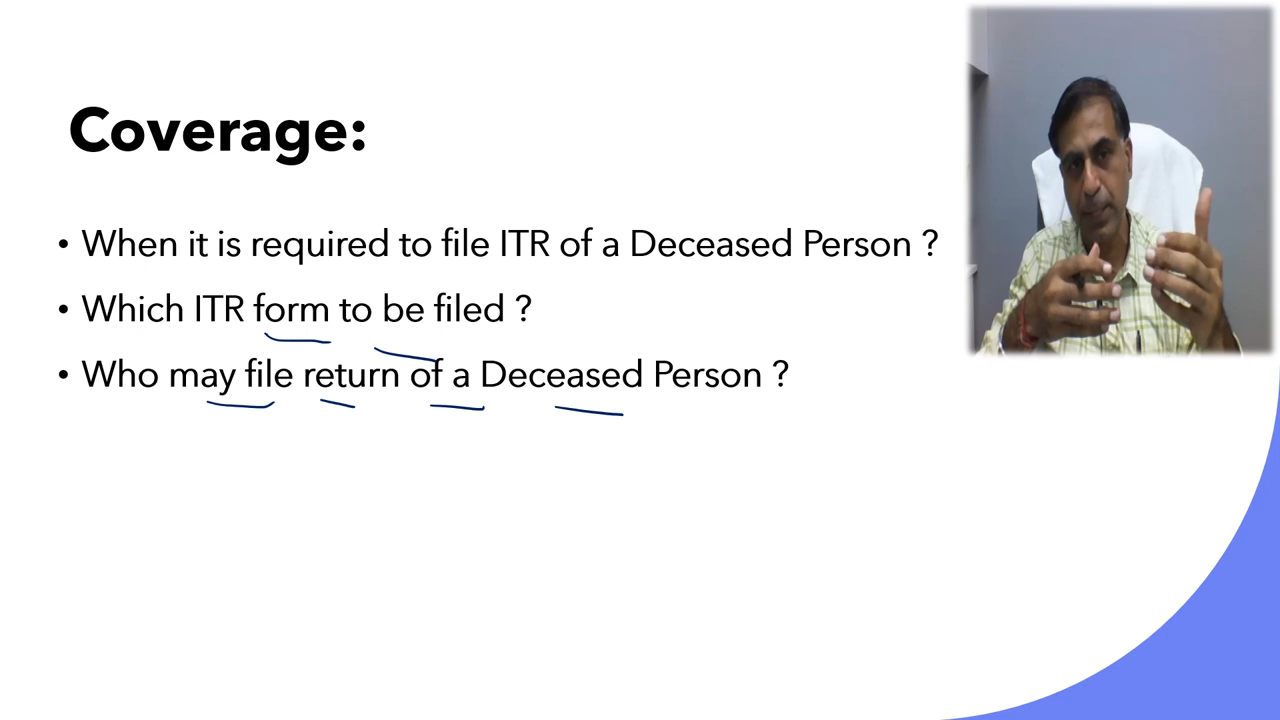 Coverage:
• When it is required to file ITR of a Deceased Person ?
• Which ITR form to be filed ?
• Who may file return of a Deceased Person ?